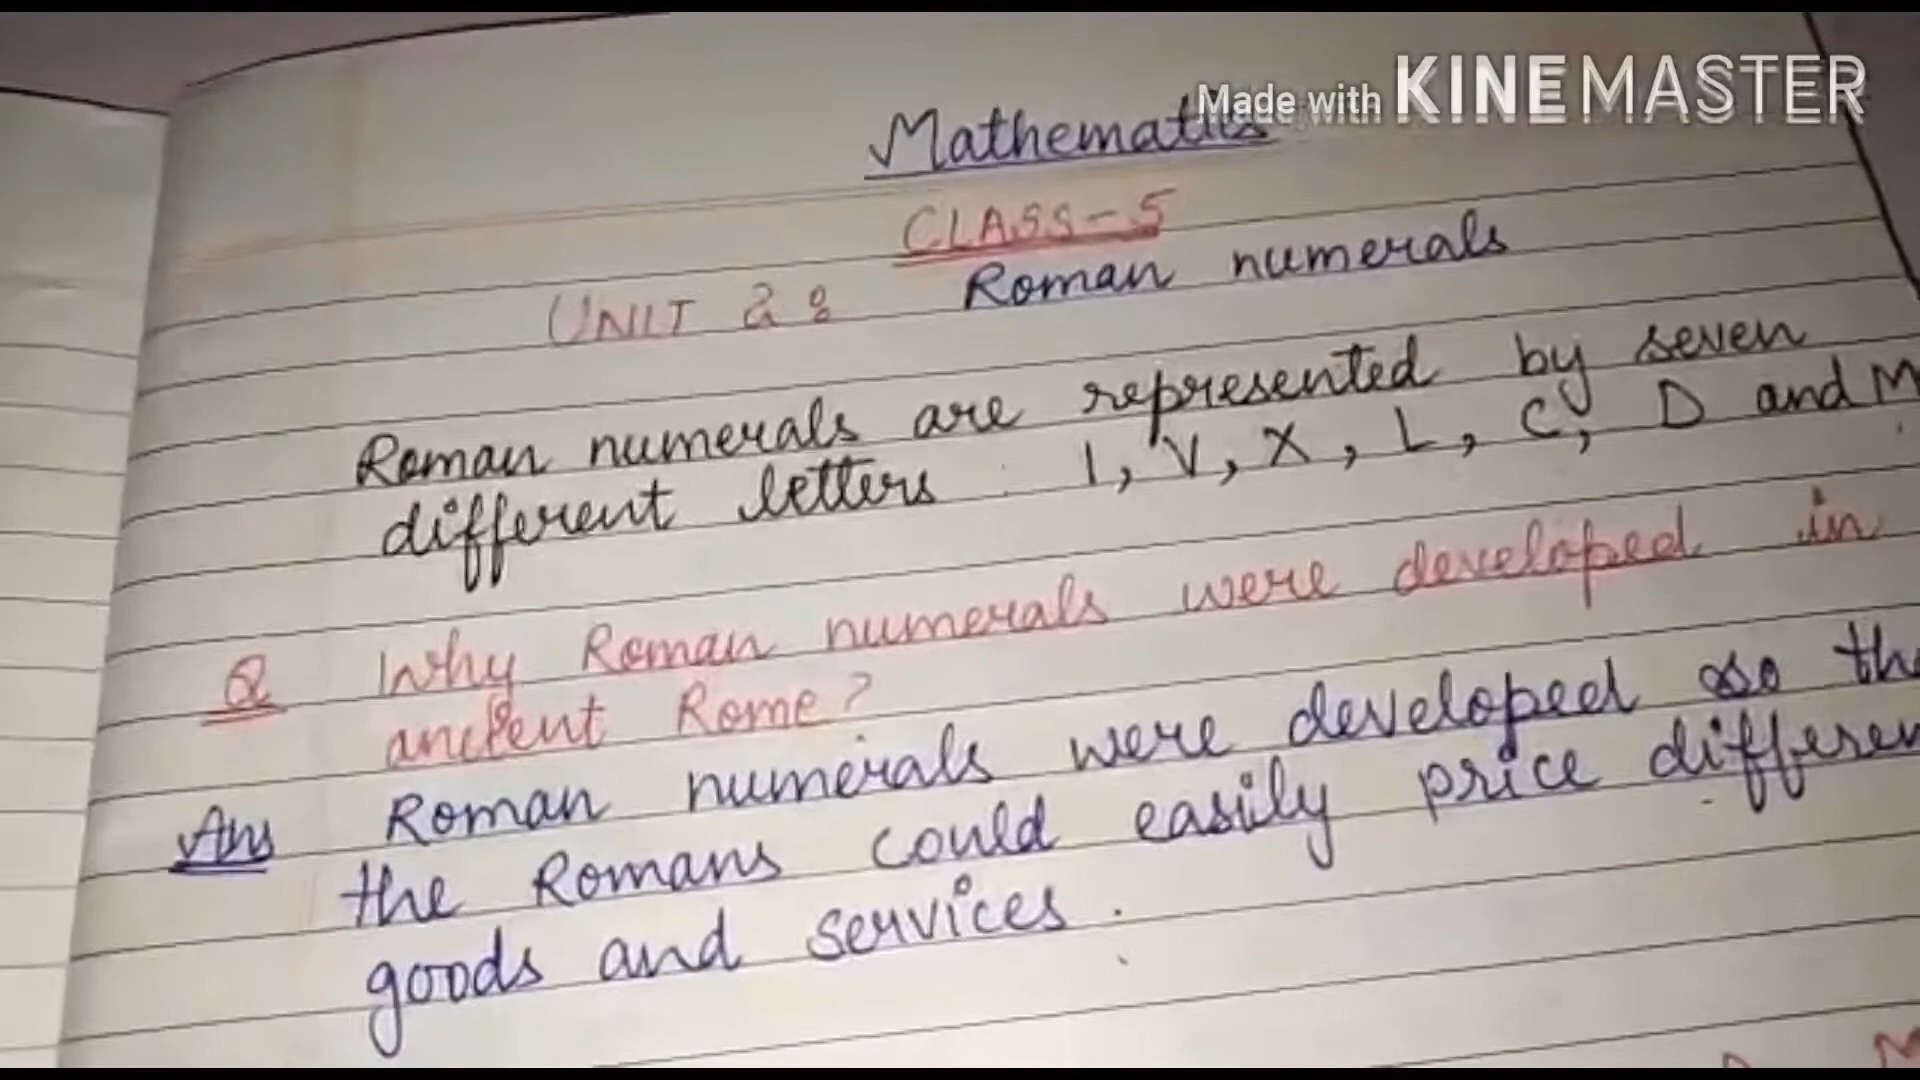 Made with KINEMASTER
Mathematics
CLASS-5
UNIT 2: Roman numerals
Roman numerals are represented by seven
different letters I, V, X, L, C, D and M
Q Why Roman numerals were developed in
ancient Rome?
Ans Roman numerals were developed so tha
the Romans could easily price differen
goods and services.